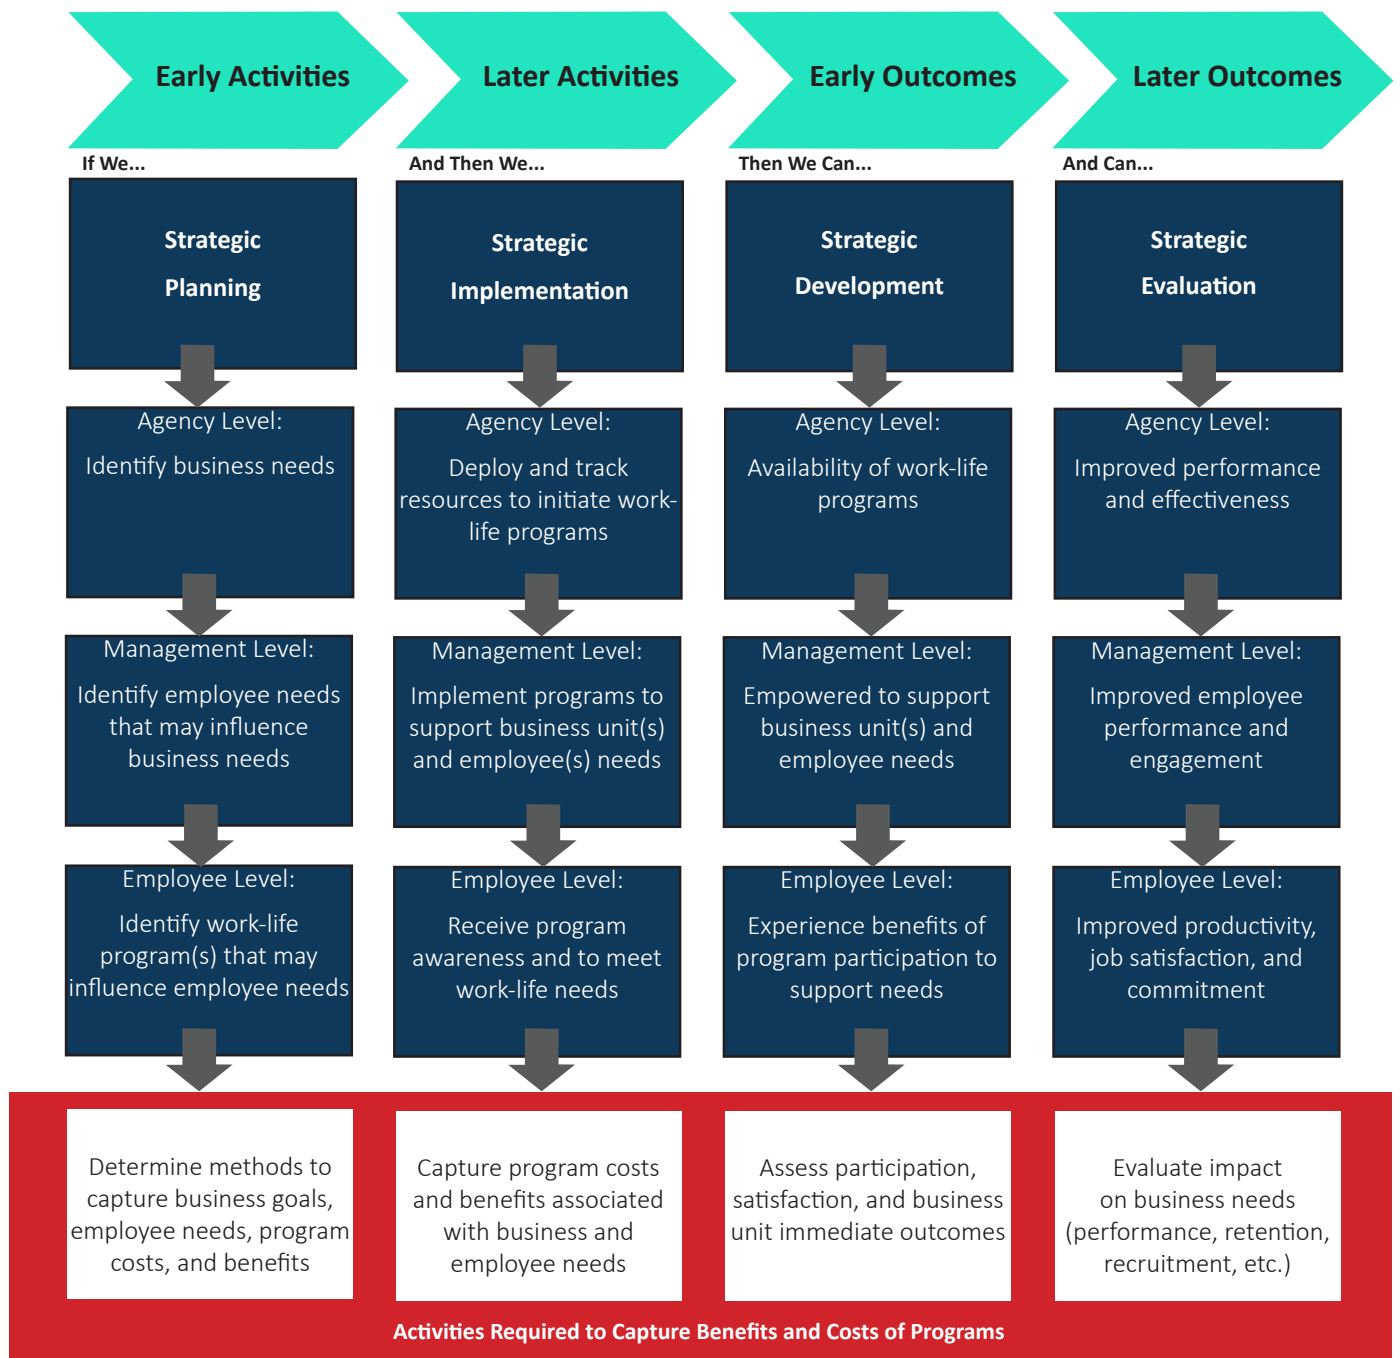 Early Activities
Later Activities
Early Outcomes
Later Outcomes
If We...
And Then We...
Then We Can...
And Can...
Strategic
Planning
Strategic
Implementation
Strategic
Development
Strategic
Evaluation
Agency Level:
Identify business needs
Agency Level:
Deploy and track
resources to initiate work-
life programs
Agency Level:
Availability of work-life
programs
Agency Level:
Improved performance
and effectiveness
Management Level:
Identify employee needs
that may influence
business needs
Management Level:
Implement programs to
support business unit(s)
and employee(s) needs
Management Level:
Empowered to support
business unit(s) and
employee needs
Management Level:
Improved employee
performance and
engagement
Employee Level:
Identify work-life
program(s) that may
influence employee needs
Employee Level:
Receive program
awareness and to meet
work-life needs
Employee Level:
Experience benefits of
program participation to
support needs
Employee Level:
Improved productivity,
job satisfaction, and
commitment
Determine methods to
capture business goals,
employee needs, program
costs, and benefits
Capture program costs
and benefits associated
with business and
employee needs
Assess participation,
satisfaction, and business
unit immediate outcomes
Evaluate impact
on business needs
(performance, retention,
recruitment, etc.)
Activities Required to Capture Benefits and Costs of Programs